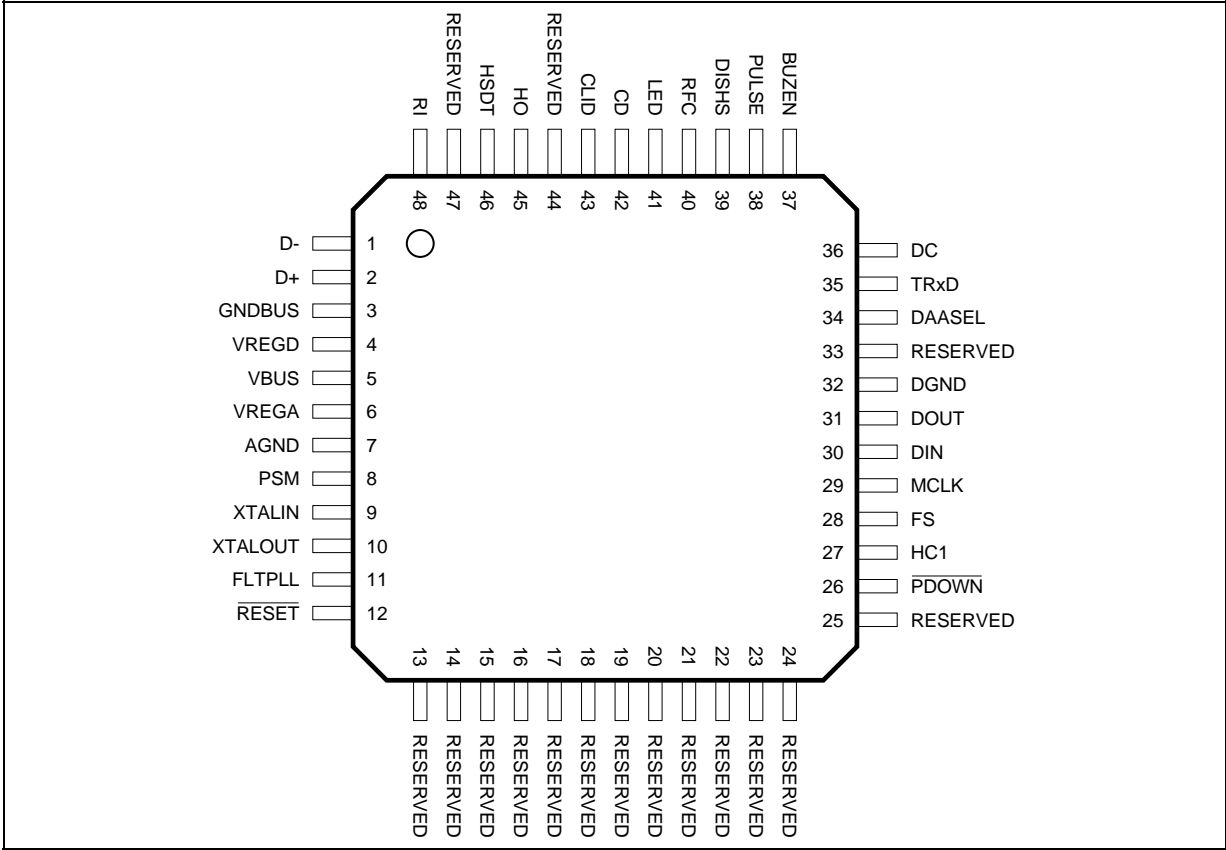 RI
RESERVED
HSDT
HO
RESERVED
CLID
CD
LED
RFC
DISHS
PULSE
BUZEN
48
47
46
45
44
43
42
41
40
39
38
37
D- 1
D+ 2
GNDBUS 3
VREGD 4
VBUS 5
VREGA 6
AGND 7
PSM 8
XTALIN 9
XTALOUT 10
FLTPLL 11
RESET 12
36 DC
35 TRxD
34 DAASEL
33 RESERVED
32 DGND
31 DOUT
30 DIN
29 MCLK
28 FS
27 HC1
26 PDOWN
25 RESERVED
13
14
15
16
17
18
19
20
21
22
23
24
RESERVED
RESERVED
RESERVED
RESERVED
RESERVED
RESERVED
RESERVED
RESERVED
RESERVED
RESERVED
RESERVED
RESERVED